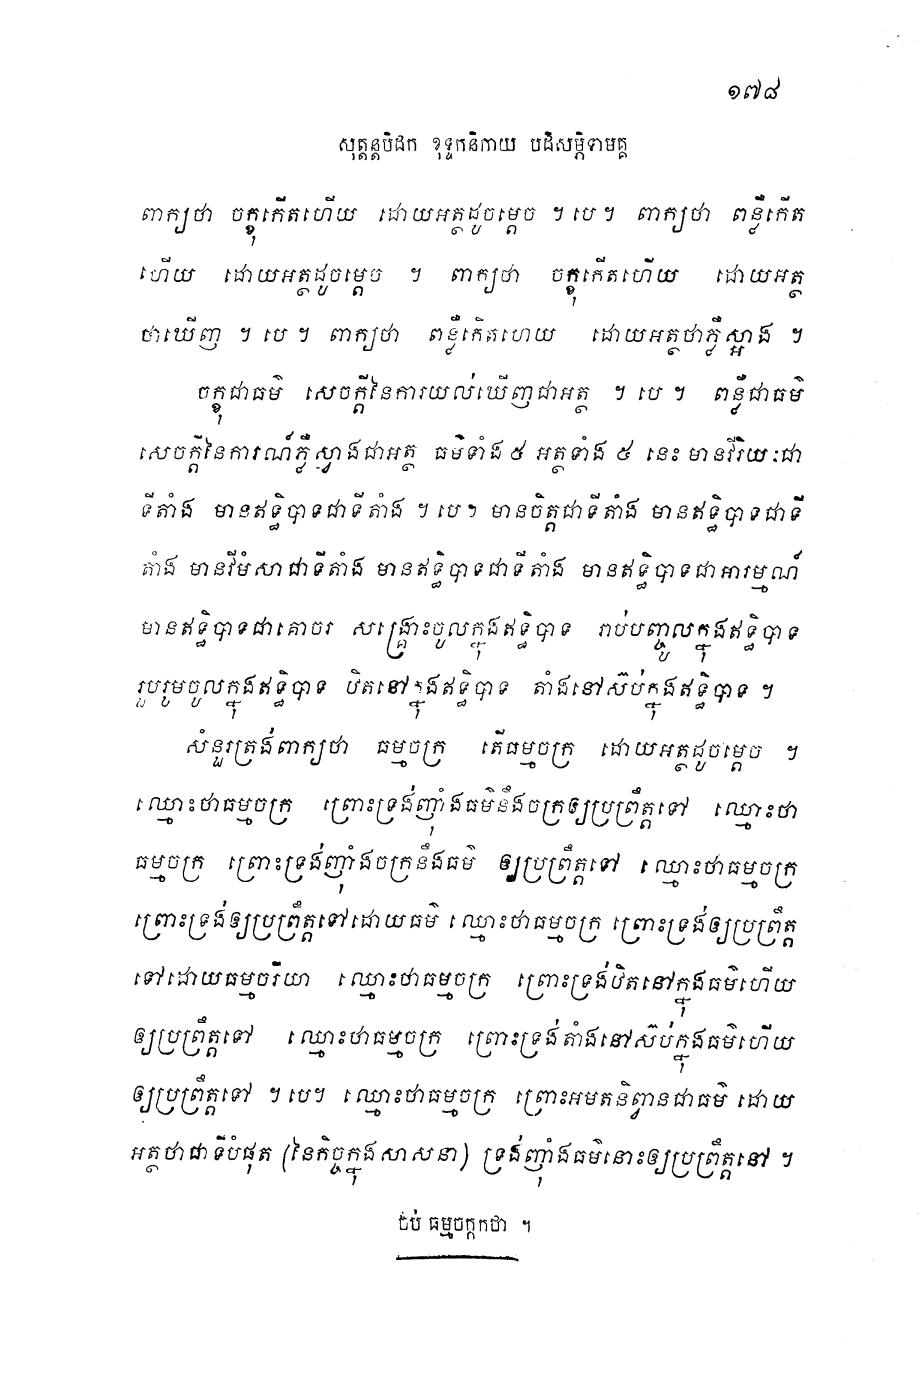 ១៧៨
សុត្តន្តបិដក ខុទ្ទកនិកាយ បដិសម្ភិទាមគ្គ
ពាក្យថា ចក្ខុកើតហើយ ដោយអត្ថដូចម្តេច ។ បេ ។ ពាក្យថា ពន្លឺកើត
ហើយ ដោយអត្ថដូចម្តេច ។ ពាក្យថា ចក្ខុកើតហើយ ដោយអត្ថ
ថាឃើញ ។ បេ ។ ពាក្យថា ពន្លឺកើតហើយ ដោយអត្ថថាភ្លឺស្អាង ។
ចក្ខុជាធម៌ សេចក្តីនៃការយល់ឃើញជាអត្ថ ។ បេ ។ ពន្លឺជាធម៌
សេចក្តីនៃការណ៍ភ្លឺស្វាងជាអត្ថ ធម៌ទាំង ៥ អត្ថទាំង ៥ នេះ មានវីរិយៈជា
ទីតាំង មានឥទ្ធិបាទជាទីតាំង ។ បេ ។ មានចិត្តជាទីតាំង មានឥទ្ធិបាទជាទី
តាំង មានវីមំសាជាទីតាំង មានឥទ្ធិបាទជាទីតាំង មានឥទ្ធិបាទជាអារម្មណ៍
មានឥទ្ធិបាទជាគោចរ សង្គ្រោះចូលក្នុងឥទ្ធិបាទ រាប់បញ្ចូលក្នុងឥទ្ធិបាទ
រួបរួមចូលក្នុងឥទ្ធិបាទ ឋិតនៅក្នុងឥទ្ធិបាទ តាំងនៅស៊ប់ក្នុងឥទ្ធិបាទ ។
សំនួរត្រង់ពាក្យថា ធម្មចក្រ តើធម្មចក្រ ដោយអត្ថដូចម្តេច ។
ឈ្មោះថាធម្មចក្រ ព្រោះទ្រង់ញ៉ាំងធម៌នឹងចក្រឲ្យប្រព្រឹត្តទៅ ឈ្មោះថា
ធម្មចក្រ ព្រោះទ្រង់ញ៉ាំងចក្រនឹងធម៌ ឲ្យប្រព្រឹត្តទៅ ឈ្មោះថាធម្មចក្រ
ព្រោះទ្រង់ឲ្យប្រព្រឹត្តទៅដោយធម៌ ឈ្មោះថាធម្មចក្រ ព្រោះទ្រង់ឲ្យប្រព្រឹត្ត
ទៅដោយធម្មចរិយា ឈ្មោះថាធម្មចក្រ ព្រោះទ្រង់ឋិតនៅក្នុងធម៌ហើយ
ឲ្យប្រព្រឹត្តទៅ ឈ្មោះថាធម្មចក្រ ព្រោះទ្រង់តាំងនៅស៊ប់ក្នុងធម៌ហើយ
ឲ្យប្រព្រឹត្តទៅ ។ បេ។ ឈ្មោះថាធម្មចក្រ ព្រោះអមតនិព្វានជាធម៌ ដោយ
អត្ថថាជាទីបំផុត (នៃកិច្ចក្នុងសាសនា) ទ្រង់ញ៉ាំងធម៌នោះឲ្យប្រព្រឹត្តនៅ ។
ចប់ ធម្មចក្កកថា ។